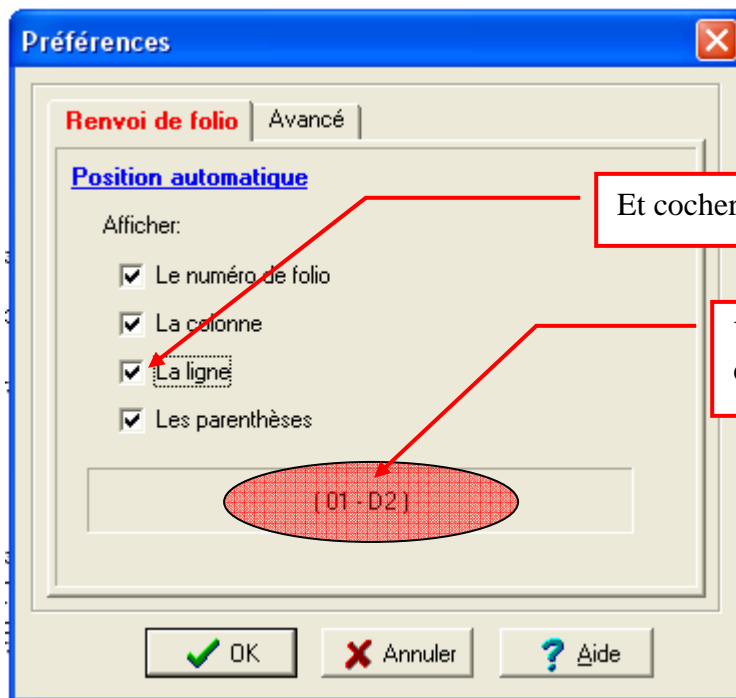 Préférences
Renvoi de folio
Avancé
Position automatique
Afficher:
Et cocher
Le numéro de folio
La colonne
La ligne
Les parenthèses
( 01 - D2 )
OK
Annuler
Aide